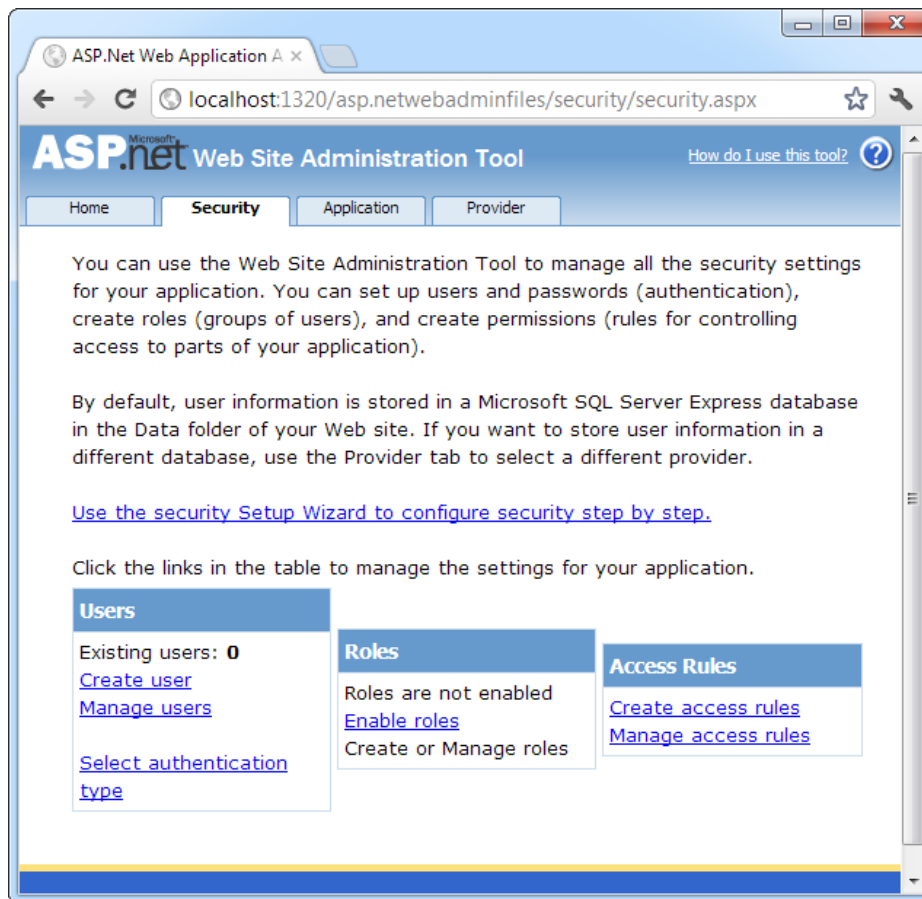 ASP.Net Web Application A
localhost:1320/asp.netwebadminfiles/security/security.aspx
Microsoft
ASP.net Web Site Administration Tool
How do I use this tool? ?
Home Security Application Provider
You can use the Web Site Administration Tool to manage all the security settings
for your application. You can set up users and passwords (authentication),
create roles (groups of users), and create permissions (rules for controlling
access to parts of your application).
By default, user information is stored in a Microsoft SQL Server Express database
in the Data folder of your Web site. If you want to store user information in a
different database, use the Provider tab to select a different provider.
Use the security Setup Wizard to configure security step by step.
Click the links in the table to manage the settings for your application.
Users
Existing users: 0
Create user
Manage users
Select authentication
type
Roles
Roles are not enabled
Enable roles
Create or Manage roles
Access Rules
Create access rules
Manage access rules